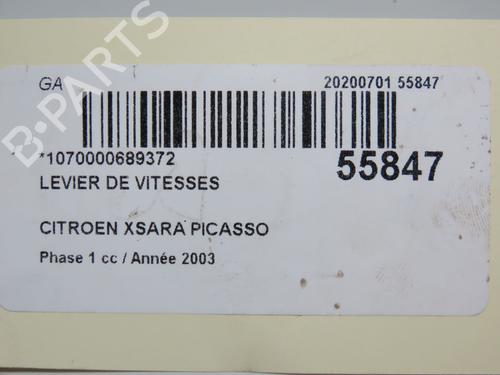 GA
20200701 55847
B-PARTS
*1070000689372
55847
LEVIER DE VITESSES
CITROEN XSARA PICASSO
Phase 1 cc / Année 2003